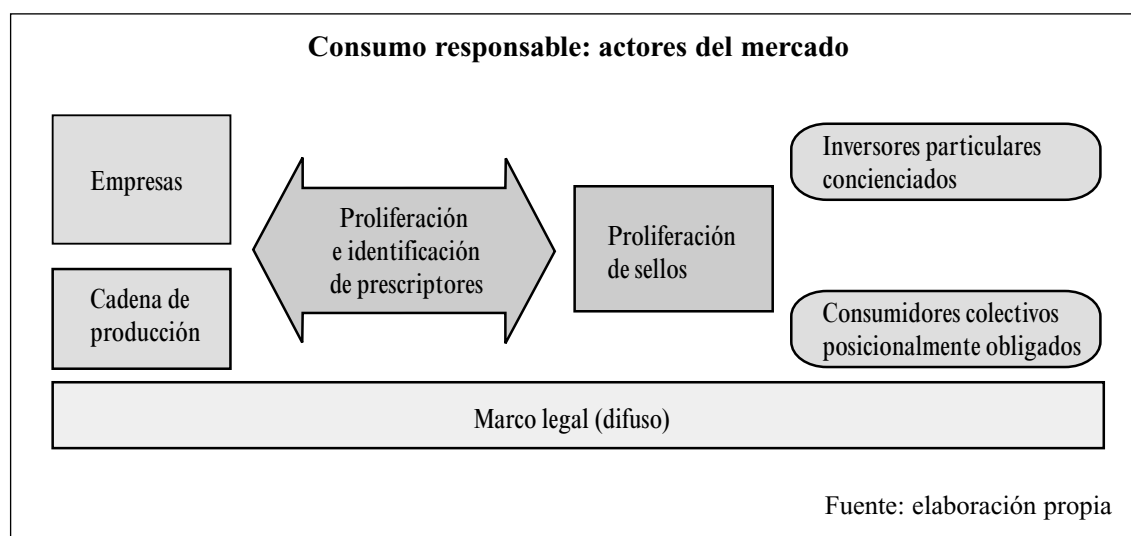 Consumo responsable: actores del mercado
Empresas
Cadena de
producción
Proliferación
e identificación
de prescriptores
Proliferación
de sellos
Inversores particulares
concienciados
Consumidores colectivos
posicionalmente obligados
Marco legal (difuso)
Fuente: elaboración propia